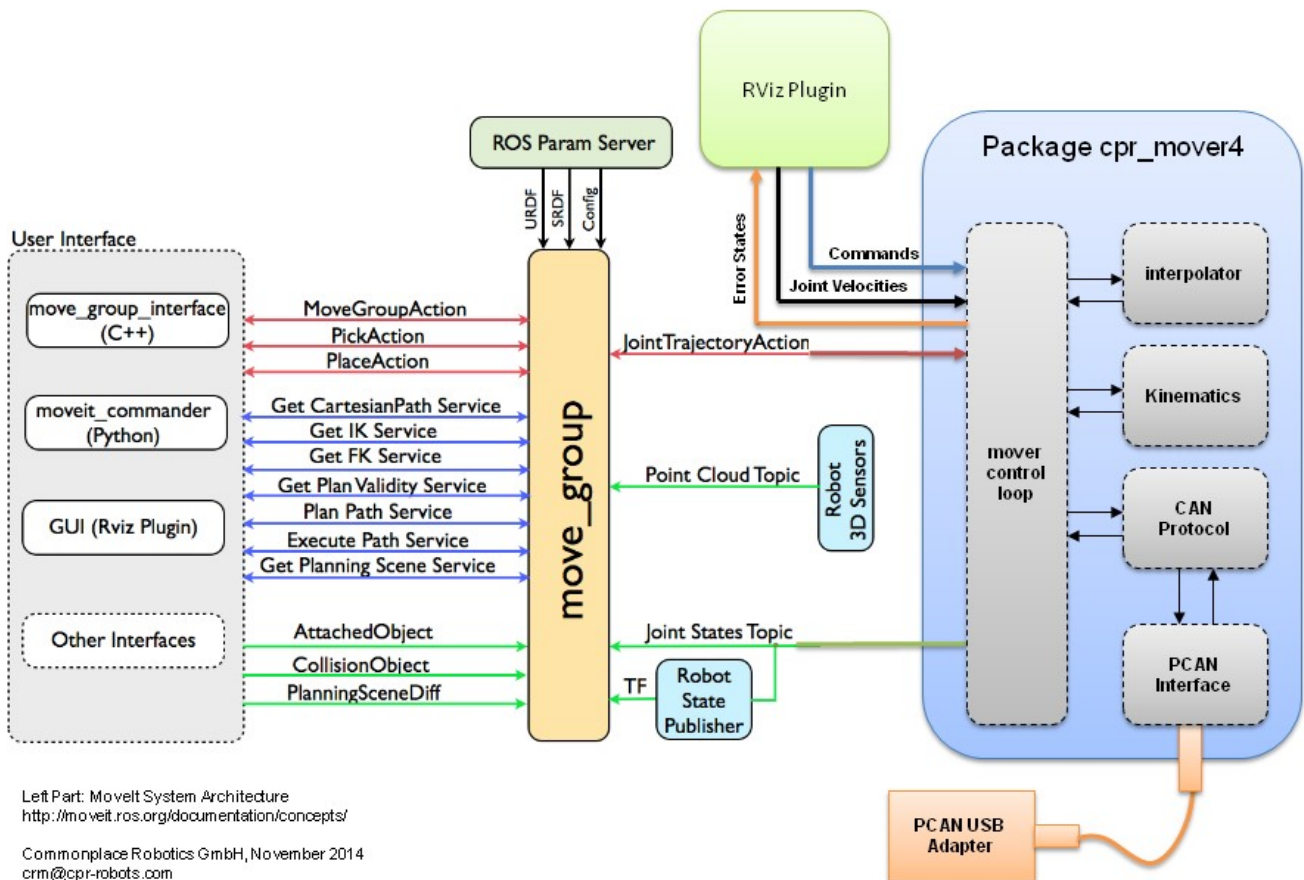 RViz Plugin
ROS Param Server
Package cpr_mover4
URDF
SRDF
Config
User Interface
move_group_interface
(C++)
moveit_commander
(Python)
GUI (Rviz Plugin)
Other Interfaces
MoveGroupAction
PickAction
PlaceAction
Get CartesianPath Service
Get IK Service
Get FK Service
Get Plan Validity Service
Plan Path Service
Execute Path Service
Get Planning Scene Service
AttachedObject
CollisionObject
PlanningSceneDiff
move_group
Error States
Commands
Joint Velocities
JointTrajectoryAction
Point Cloud Topic
Robot
3D Sensors
Joint States Topic
TF
Robot
State
Publisher
mover
control
loop
interpolator
Kinematics
CAN
Protocol
PCAN
Interface
PCAN USB
Adapter
Left Part: MoveIt System Architecture
http://moveit.ros.org/documentation/concepts/
Commonplace Robotics GmbH, November 2014
crm@cpr-robots.com